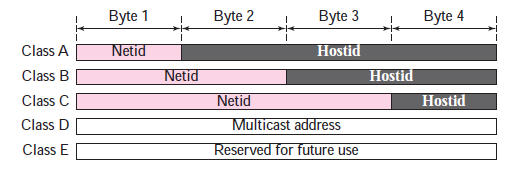 Byte 1 Byte 2 Byte 3 Byte 4
Class A Netid Hostid
Class B Netid Hostid
Class C Netid Hostid
Class D Multicast address
Class E Reserved for future use